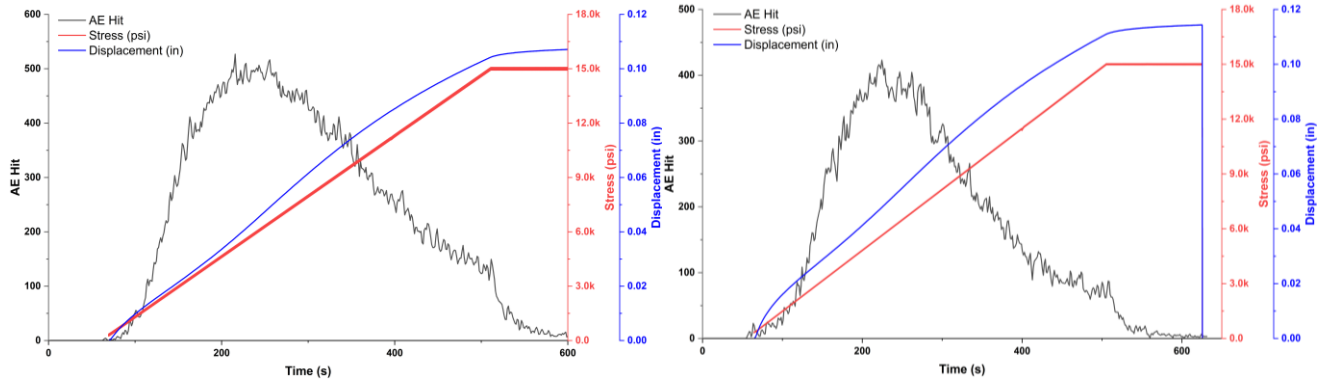 AE Hit
Stress (psi)
Displacement (in)
600
500
400
300
200
100
0
AE Hit
0
200
400
600
Time (s)
18.0k
15.0k
12.0k
9.0k
6.0k
3.0k
0.0
Stress (psi)
0.12
0.10
0.08
0.06
0.04
0.02
0.00
Displacement (in)
AE Hit
Stress (psi)
Displacement (in)
500
400
300
200
100
0
AE Hit
0
200
400
600
Time (s)
18.0k
15.0k
12.0k
9.0k
6.0k
3.0k
0.0
Stress (psi)
0.12
0.10
0.08
0.06
0.04
0.02
0.00
Displacement (in)